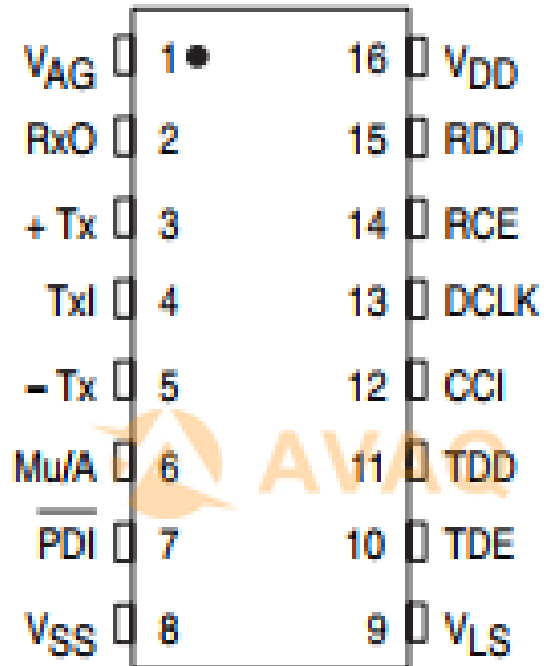 VAG 1 16 VDD
RxO 2 15 RDD
+ Tx 3 14 RCE
TxI 4 13 DCLK
– Tx 5 12 CCI
Mu/A 6 11 TDD
PDI 7 10 TDE
VSS 8 9 VLS
AVAQ